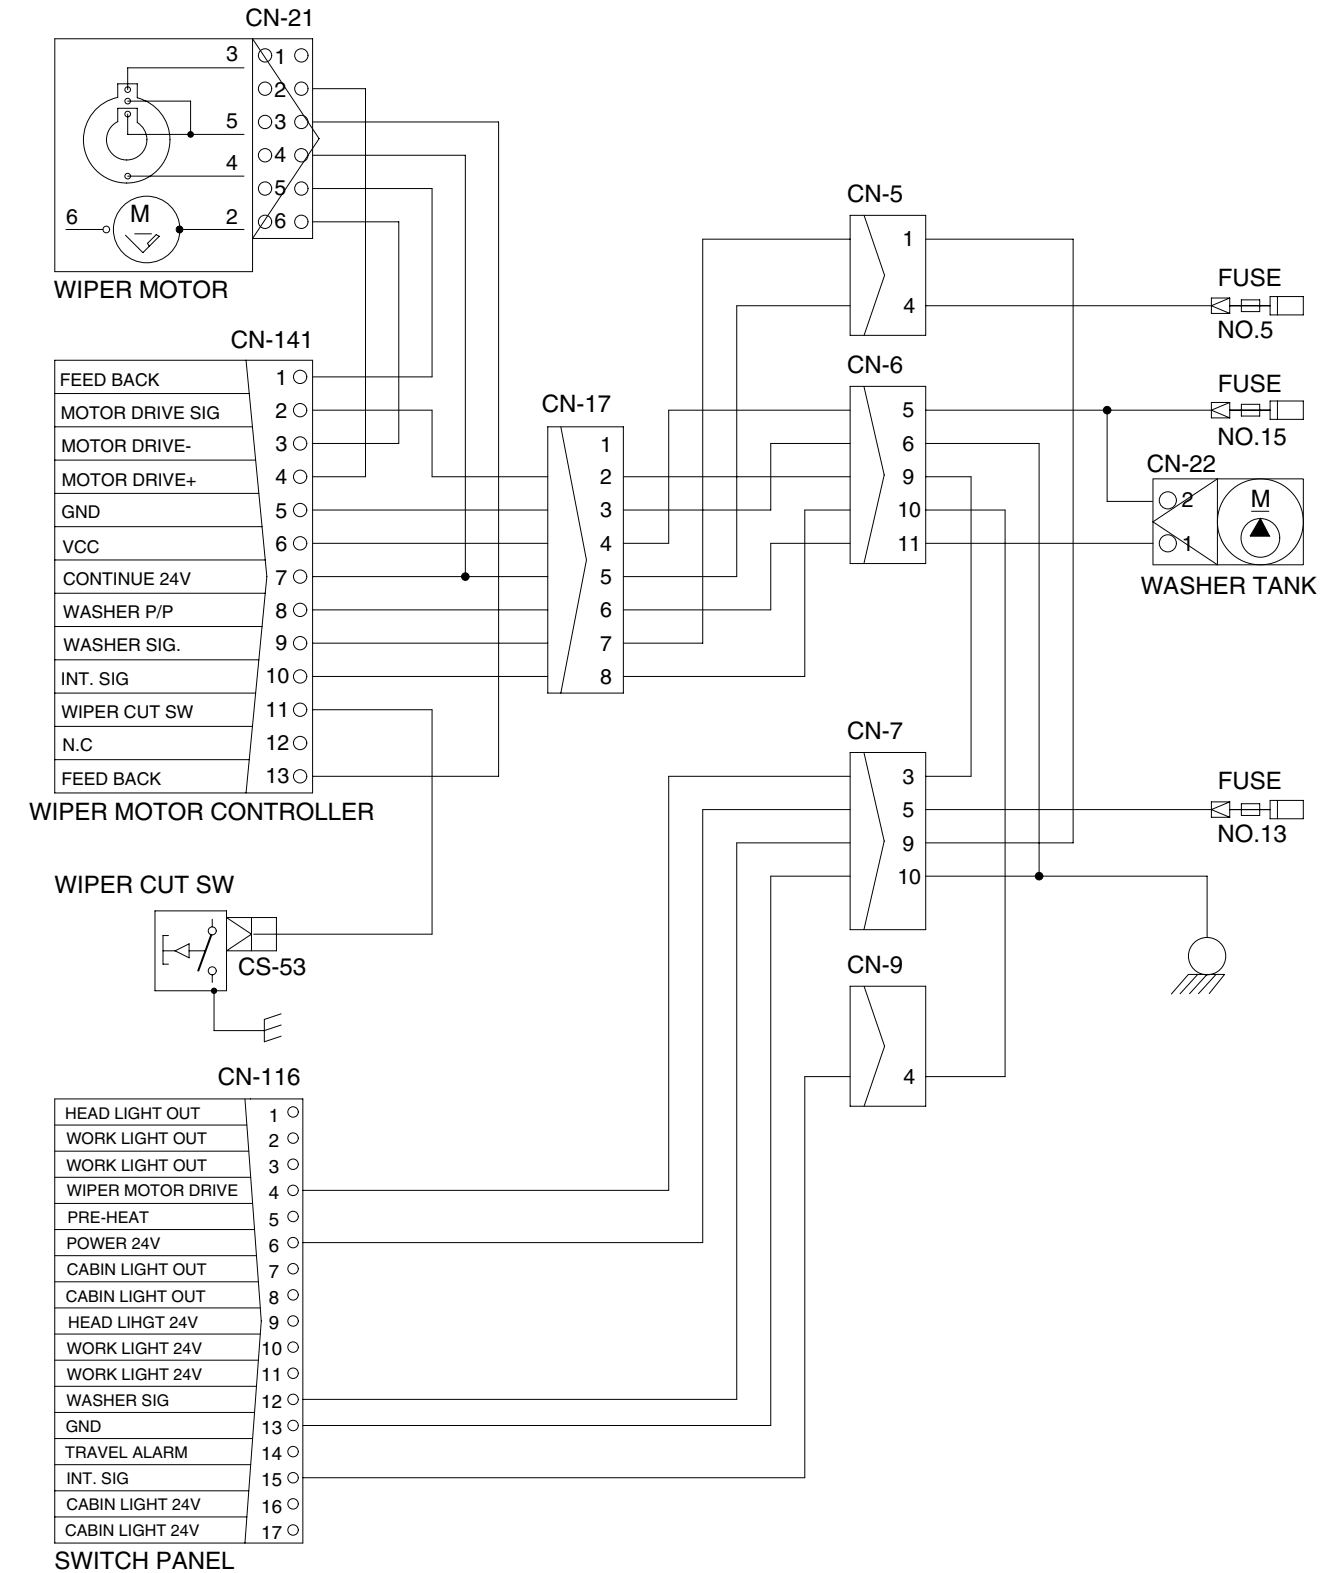 CN-21
3
1
2
5
3
4
4
5
6
M
2
6
WIPER MOTOR
CN-141
FEED BACK 1
MOTOR DRIVE SIG 2
MOTOR DRIVE- 3
MOTOR DRIVE+ 4
GND 5
VCC 6
CONTINUE 24V 7
WASHER P/P 8
WASHER SIG. 9
INT. SIG 10
WIPER CUT SW 11
N.C 12
FEED BACK 13
WIPER MOTOR CONTROLLER
CN-17
1
2
3
4
5
6
7
8
CN-5
1
4
FUSE
NO.5
CN-6
5
6
9
10
11
FUSE
NO.15
CN-22
2
1
M
WASHER TANK
CN-7
3
5
9
10
FUSE
NO.13
CN-9
4
WIPER CUT SW
CS-53
CN-116
HEAD LIGHT OUT 1
WORK LIGHT OUT 2
WORK LIGHT OUT 3
WIPER MOTOR DRIVE 4
PRE-HEAT 5
POWER 24V 6
CABIN LIGHT OUT 7
CABIN LIGHT OUT 8
HEAD LIHGT 24V 9
WORK LIGHT 24V 10
WORK LIGHT 24V 11
WASHER SIG 12
GND 13
TRAVEL ALARM 14
INT. SIG 15
CABIN LIGHT 24V 16
CABIN LIGHT 24V 17
SWITCH PANEL